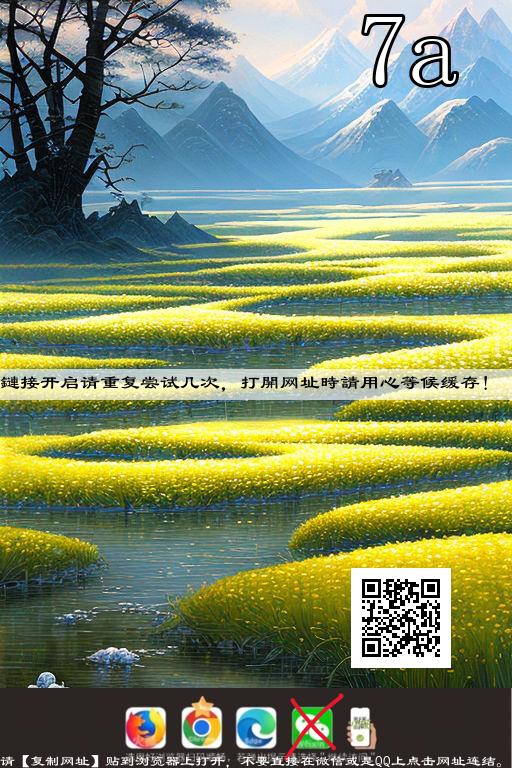 7a
鏈接开启请重复尝试几次，打開网址時請用心等候缓存！
请【复制网址】贴到浏览器上打开，不要直接在微信或是QQ上点击网址连结。